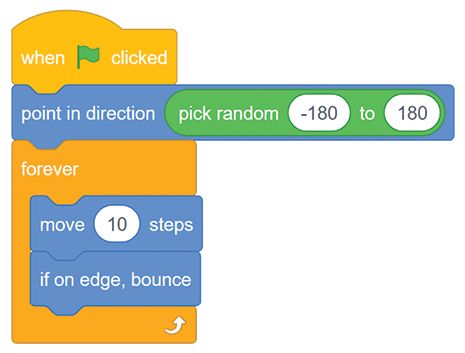 when clicked
point in direction pick random -180 to 180
forever
move 10 steps
if on edge, bounce